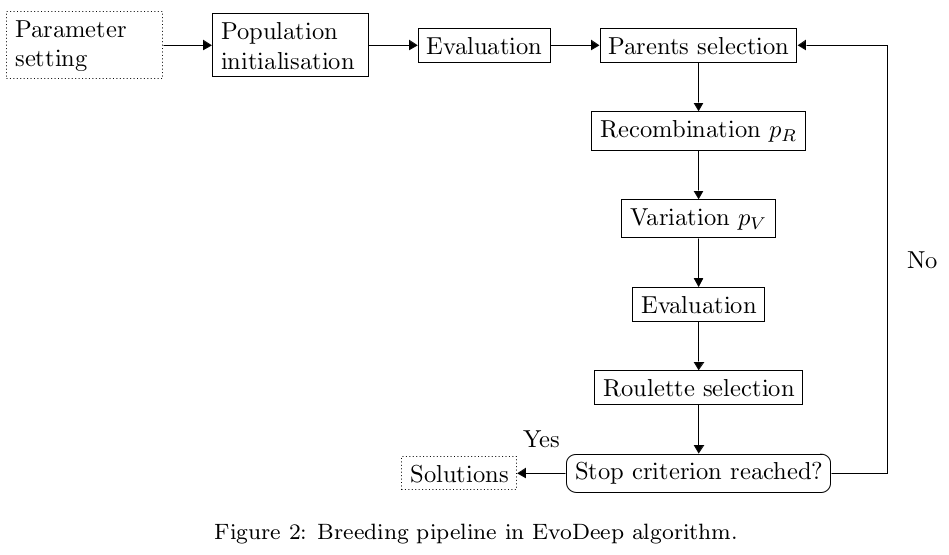 Parameter
setting
Population
initialisation
Evaluation
Parents selection
Recombination p_R
Variation p_V
No
Evaluation
Roulette selection
Yes
Solutions
Stop criterion reached?
Figure 2: Breeding pipeline in EvoDeep algorithm.